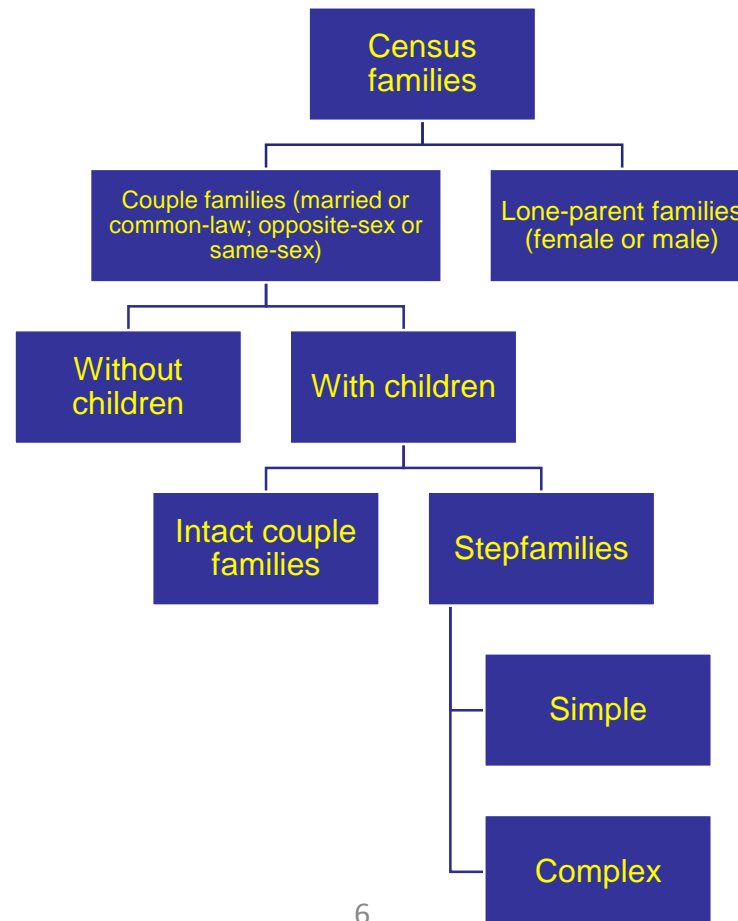 Census
families
Couple families (married or
common-law; opposite-sex or
same-sex)
Lone-parent families
(female or male)
Without
children
With children
Intact couple
families
Stepfamilies
Simple
Complex
6